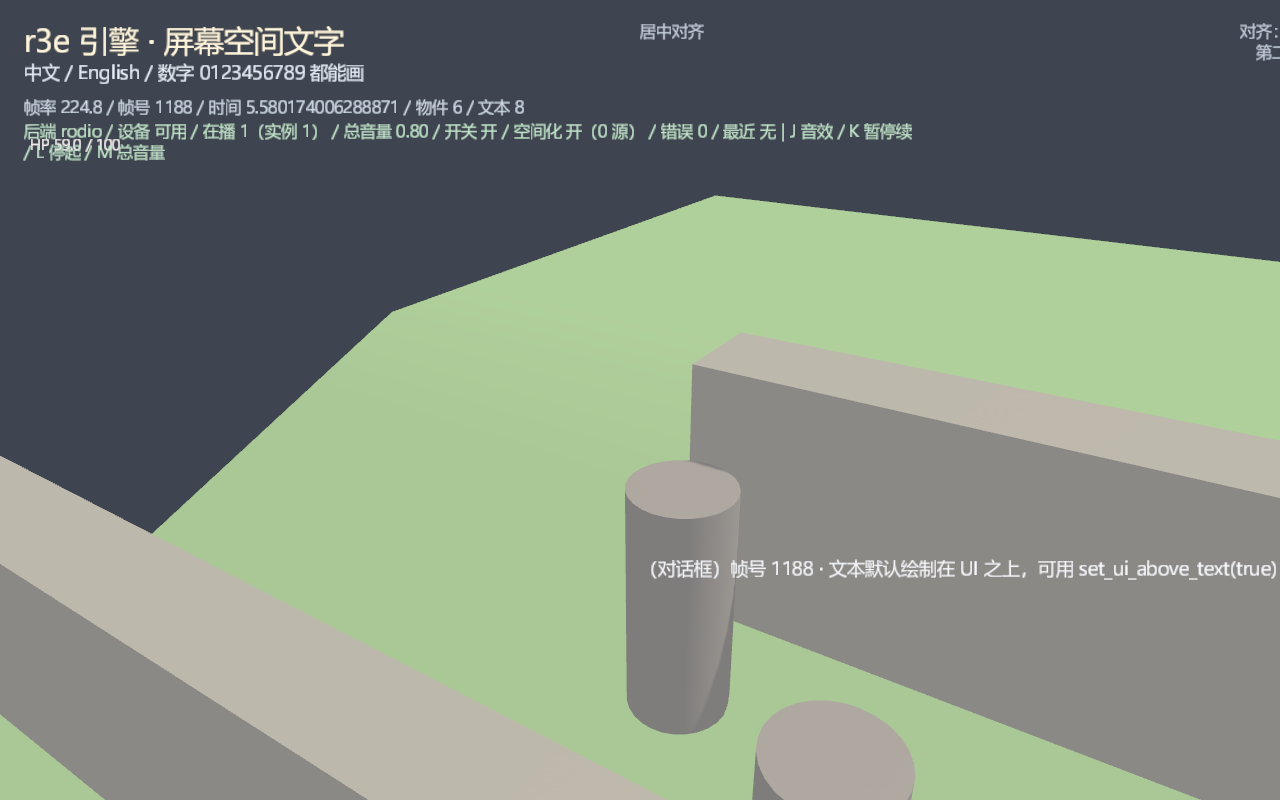 r3e 引擎 · 屏幕空间文字
居中对齐
对齐:
第二
中文 / English / 数字 0123456789 都能画
帧率 224.8 / 帧号 1188 / 时间 5.580174006288871 / 物件 6 / 文本 8
后端 rodio / 设备 可用 / 在播 1（实例 1） / 总音量 0.80 / 开关 开 / 空间化 开（0 源） / 错误 0 / 最近 无 | J 音效 / K 暂停续
HP 59.0 / 100
/ L 停起 / M 总音量
（对话框）帧号 1188 · 文本默认绘制在 UI 之上，可用 set_ui_above_text(true)